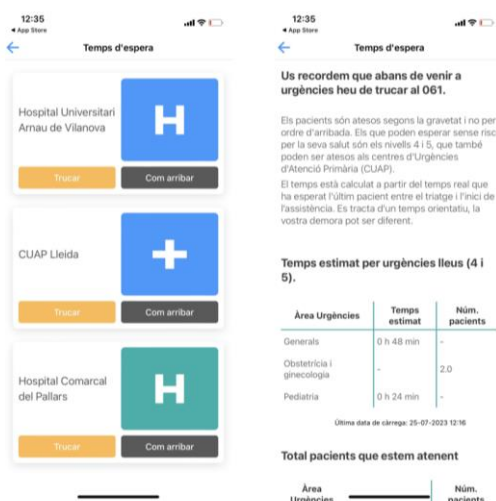 12:35
◀ App Store
Temps d'espera
Hospital Universitari
Arnau de Vilanova
H
Trucar
Com arribar
CUAP Lleida
Trucar
Com arribar
Hospital Comarcal
del Pallars
H
Trucar
Com arribar
12:35
◀ App Store
Temps d'espera
Us recordem que abans de venir a
urgències heu de trucar al 061.
Els pacients són atesos segons la gravetat i no per
ordre d'arribada. Els que poden esperar sense risc
per la seva salut són els nivells 4 i 5, que també
poden ser atesos als centres d'Urgències
d'Atenció Primària (CUAP).
El temps està calculat a partir del temps real que
ha esperat l'últim pacient entre el triatge i l'inici de
l'assistència. Es tracta d'un temps orientatiu, la
vostra demora pot ser diferent.
Temps estimat per urgències lleus (4 i
5).
Àrea Urgències Temps estimat Núm. pacients
Generals 0 h 48 min -
Obstetrícia i ginecologia - 2.0
Pediatria 0 h 24 min -
Última data de càrrega: 25-07-2023 12:16
Total pacients que estem atenent
Àrea Urgències Núm. pacients